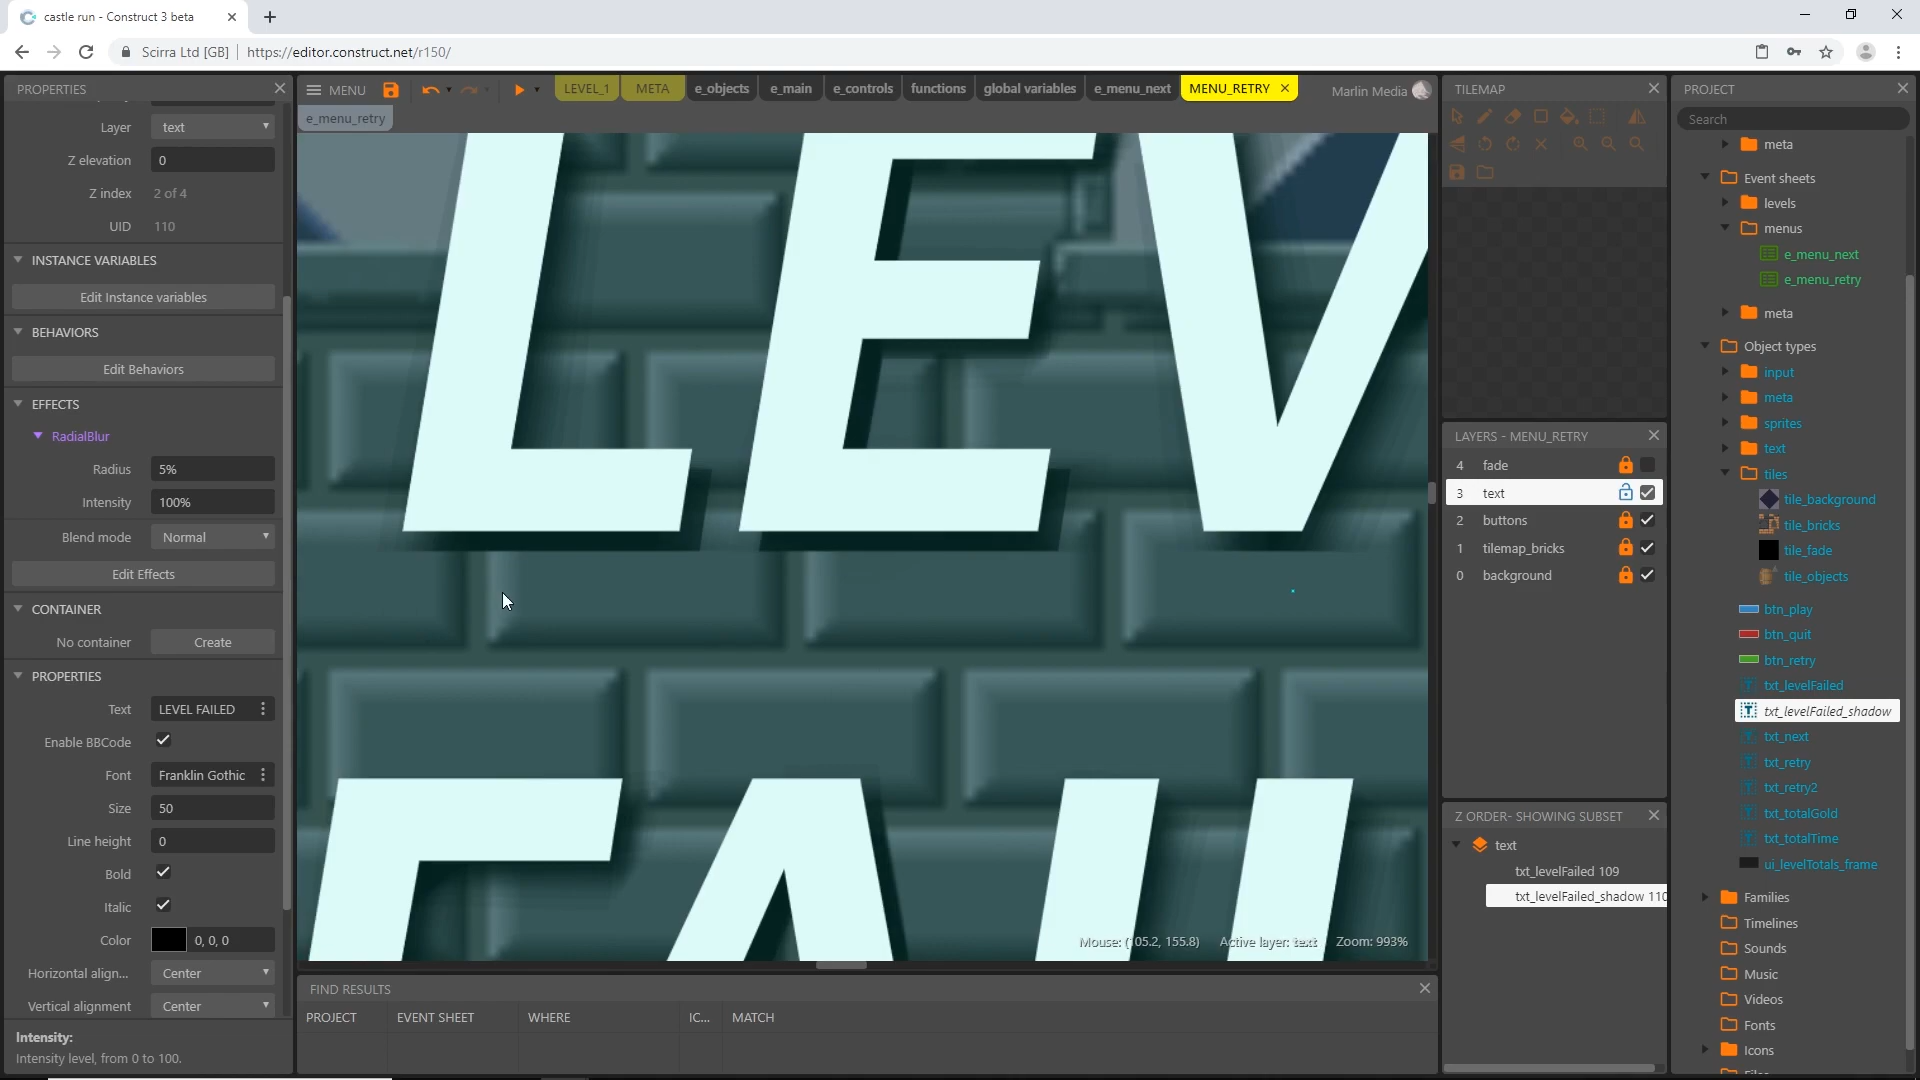 castle run - Construct 3 beta
Scirra Ltd [GB] https://editor.construct.net/r150/
PROPERTIES
Layer text
Z elevation 0
Z index 2 of 4
UID 110
INSTANCE VARIABLES
Edit Instance variables
BEHAVIORS
Edit Behaviors
EFFECTS
RadialBlur
Radius 5%
Intensity 100%
Blend mode Normal
Edit Effects
CONTAINER
No container Create
PROPERTIES
Text LEVEL FAILED
Enable BBCode
Font Franklin Gothic
Size 50
Line height 0
Bold
Italic
Color 0, 0, 0
Horizontal align... Center
Vertical alignment Center
Intensity:
Intensity level, from 0 to 100.
MENU LEVEL_1 META e_objects e_main e_controls functions global variables e_menu_next MENU_RETRY Marlin Media
e_menu_retry
LEV
Mouse: (105.2, 155.8) Active layer: text Zoom: 993%
FIND RESULTS
PROJECT EVENT SHEET WHERE IC... MATCH
TILEMAP
LAYERS - MENU_RETRY
4 fade
3 text
2 buttons
1 tilemap_bricks
0 background
Z ORDER- SHOWING SUBSET
text
txt_levelFailed 109
txt_levelFailed_shadow 110
PROJECT
Search
meta
Event sheets
levels
menus
e_menu_next
e_menu_retry
meta
Object types
input
meta
sprites
text
tiles
tile_background
tile_bricks
tile_fade
tile_objects
btn_play
btn_quit
btn_retry
txt_levelFailed
txt_levelFailed_shadow
txt_next
txt_retry
txt_retry2
txt_totalGold
txt_totalTime
ui_levelTotals_frame
Families
Timelines
Sounds
Music
Videos
Fonts
Icons